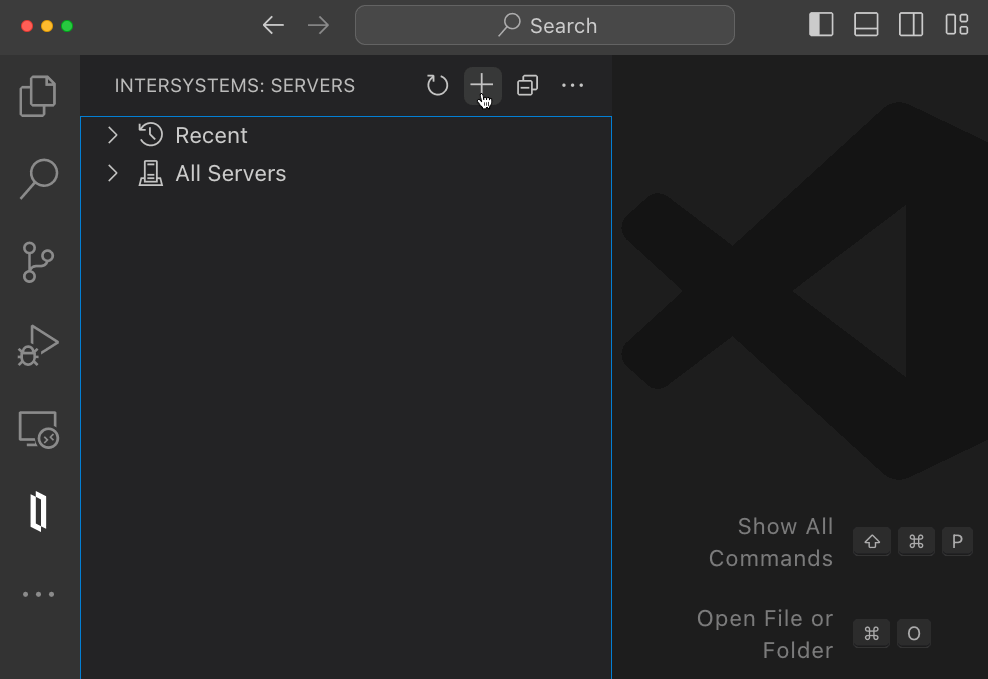 Search
INTERSYSTEMS: SERVERS
Recent
All Servers
Show All
Commands
⇧ ⌘ P
Open File or
Folder
⌘ O